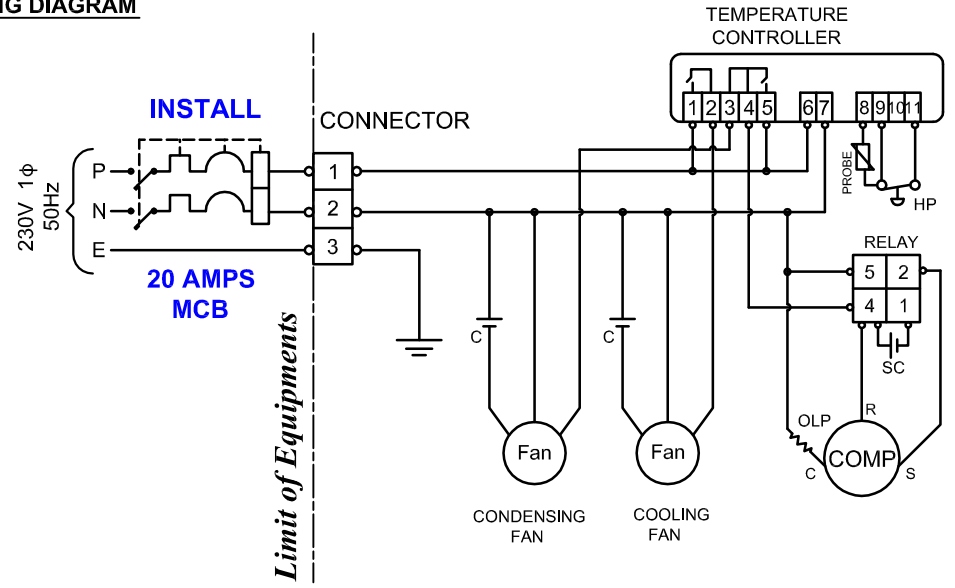 NG DIAGRAM
TEMPERATURE
CONTROLLER
INSTALL
CONNECTOR
1 2 3 4 5 6 7 8 9 10 11
230V 1ϕ
50Hz
P
N
E
1
2
3
PROBE
HP
20 AMPS
MCB
RELAY
5 2
4 1
SC
C
C
Limit of Equipments
OLP
R
Fan
Fan
COMP
C
S
CONDENSING
FAN
COOLING
FAN